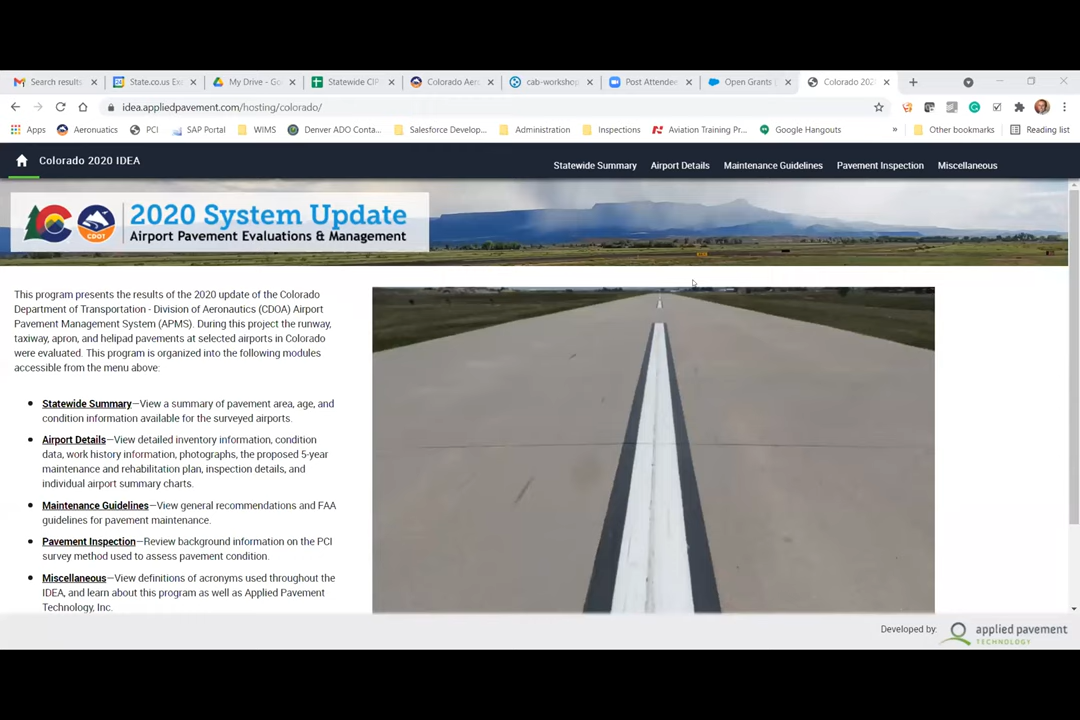 Search results
State.co.us Ex
My Drive - Go
Statewide CIP
Colorado Aer
cab-workshop
Post Attendee
Open Grants
Colorado 202
idea.appliedpavement.com/hosting/colorado/
Apps
Aeronuatics
PCI
SAP Portal
WIMS
Denver ADO Conta...
Salesforce Develop...
Administration
Inspections
Aviation Training Pr...
Google Hangouts
»
Other bookmarks
Reading list
Colorado 2020 IDEA
Statewide Summary
Airport Details
Maintenance Guidelines
Pavement Inspection
Miscellaneous
CDOT
2020 System Update
Airport Pavement Evaluations & Management
This program presents the results of the 2020 update of the Colorado
Department of Transportation - Division of Aeronautics (CDOA) Airport
Pavement Management System (APMS). During this project the runway,
taxiway, apron, and helipad pavements at selected airports in Colorado
were evaluated. This program is organized into the following modules
accessible from the menu above:
Statewide Summary—View a summary of pavement area, age, and
condition information available for the surveyed airports.
Airport Details—View detailed inventory information, condition
data, work history information, photographs, the proposed 5-year
maintenance and rehabilitation plan, inspection details, and
individual airport summary charts.
Maintenance Guidelines—View general recommendations and FAA
guidelines for pavement maintenance.
Pavement Inspection—Review background information on the PCI
survey method used to assess pavement condition.
Miscellaneous—View definitions of acronyms used throughout the
IDEA, and learn about this program as well as Applied Pavement
Technology, Inc.
Developed by:
applied pavement
TECHNOLOGY